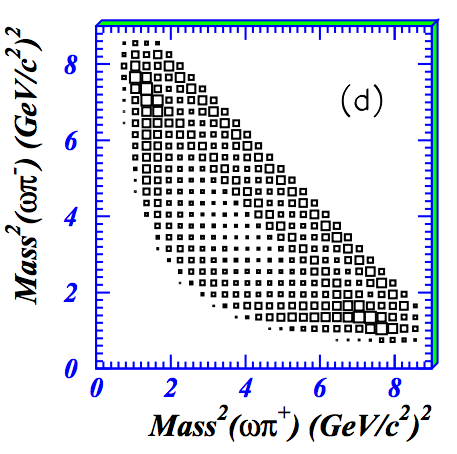 Mass²(ωπ⁻) (GeV/c²)²
8
6
4
2
0
(d)
0 2 4 6 8
Mass²(ωπ⁺) (GeV/c²)²